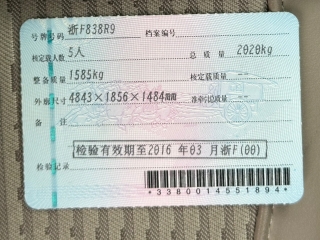 号牌号码 浙F838R9 档案编号
核定载人数 5人 总质量 2020kg
整备质量 1585kg 核定载质量 --
外廓尺寸 4843×1856×1484mm 准牵引总质量 --
备注
检验有效期至2016 年03 月浙F(00)
检验记录
*3380014551894*